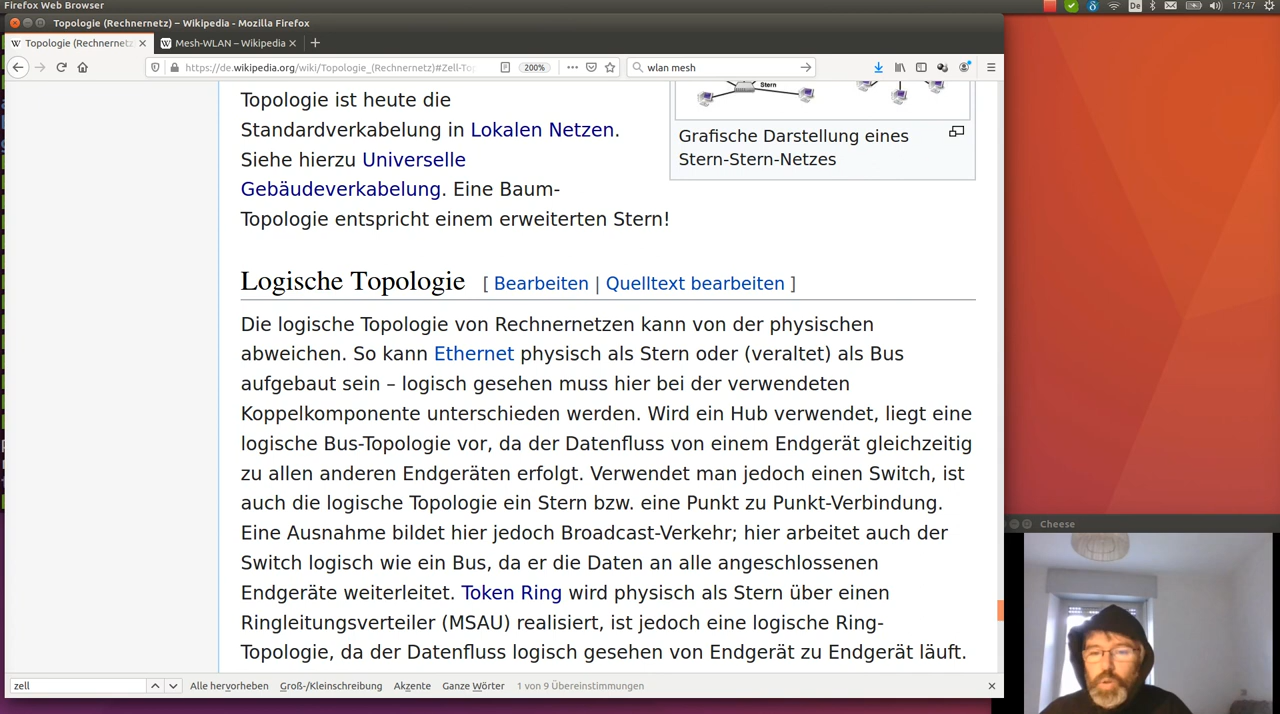 Firefox Web Browser
De
17:47
Topologie (Rechnernetz) – Wikipedia - Mozilla Firefox
Topologie (Rechnernetz
Mesh-WLAN – Wikipedia
https://de.wikipedia.org/wiki/Topologie_(Rechnernetz)#Zell-To
200%
wlan mesh
Stern
Topologie ist heute die
Standardverkabelung in Lokalen Netzen.
Siehe hierzu Universelle
Gebäudeverkabelung. Eine Baum-
Topologie entspricht einem erweiterten Stern!
Grafische Darstellung eines
Stern-Stern-Netzes
Logische Topologie [ Bearbeiten | Quelltext bearbeiten ]
Die logische Topologie von Rechnernetzen kann von der physischen
abweichen. So kann Ethernet physisch als Stern oder (veraltet) als Bus
aufgebaut sein – logisch gesehen muss hier bei der verwendeten
Koppelkomponente unterschieden werden. Wird ein Hub verwendet, liegt eine
logische Bus-Topologie vor, da der Datenfluss von einem Endgerät gleichzeitig
zu allen anderen Endgeräten erfolgt. Verwendet man jedoch einen Switch, ist
auch die logische Topologie ein Stern bzw. eine Punkt zu Punkt-Verbindung.
Eine Ausnahme bildet hier jedoch Broadcast-Verkehr; hier arbeitet auch der
Switch logisch wie ein Bus, da er die Daten an alle angeschlossenen
Endgeräte weiterleitet. Token Ring wird physisch als Stern über einen
Ringleitungsverteiler (MSAU) realisiert, ist jedoch eine logische Ring-
Topologie, da der Datenfluss logisch gesehen von Endgerät zu Endgerät läuft.
Cheese
zell
Alle hervorheben
Groß-/Kleinschreibung
Akzente
Ganze Wörter
1 von 9 Übereinstimmungen